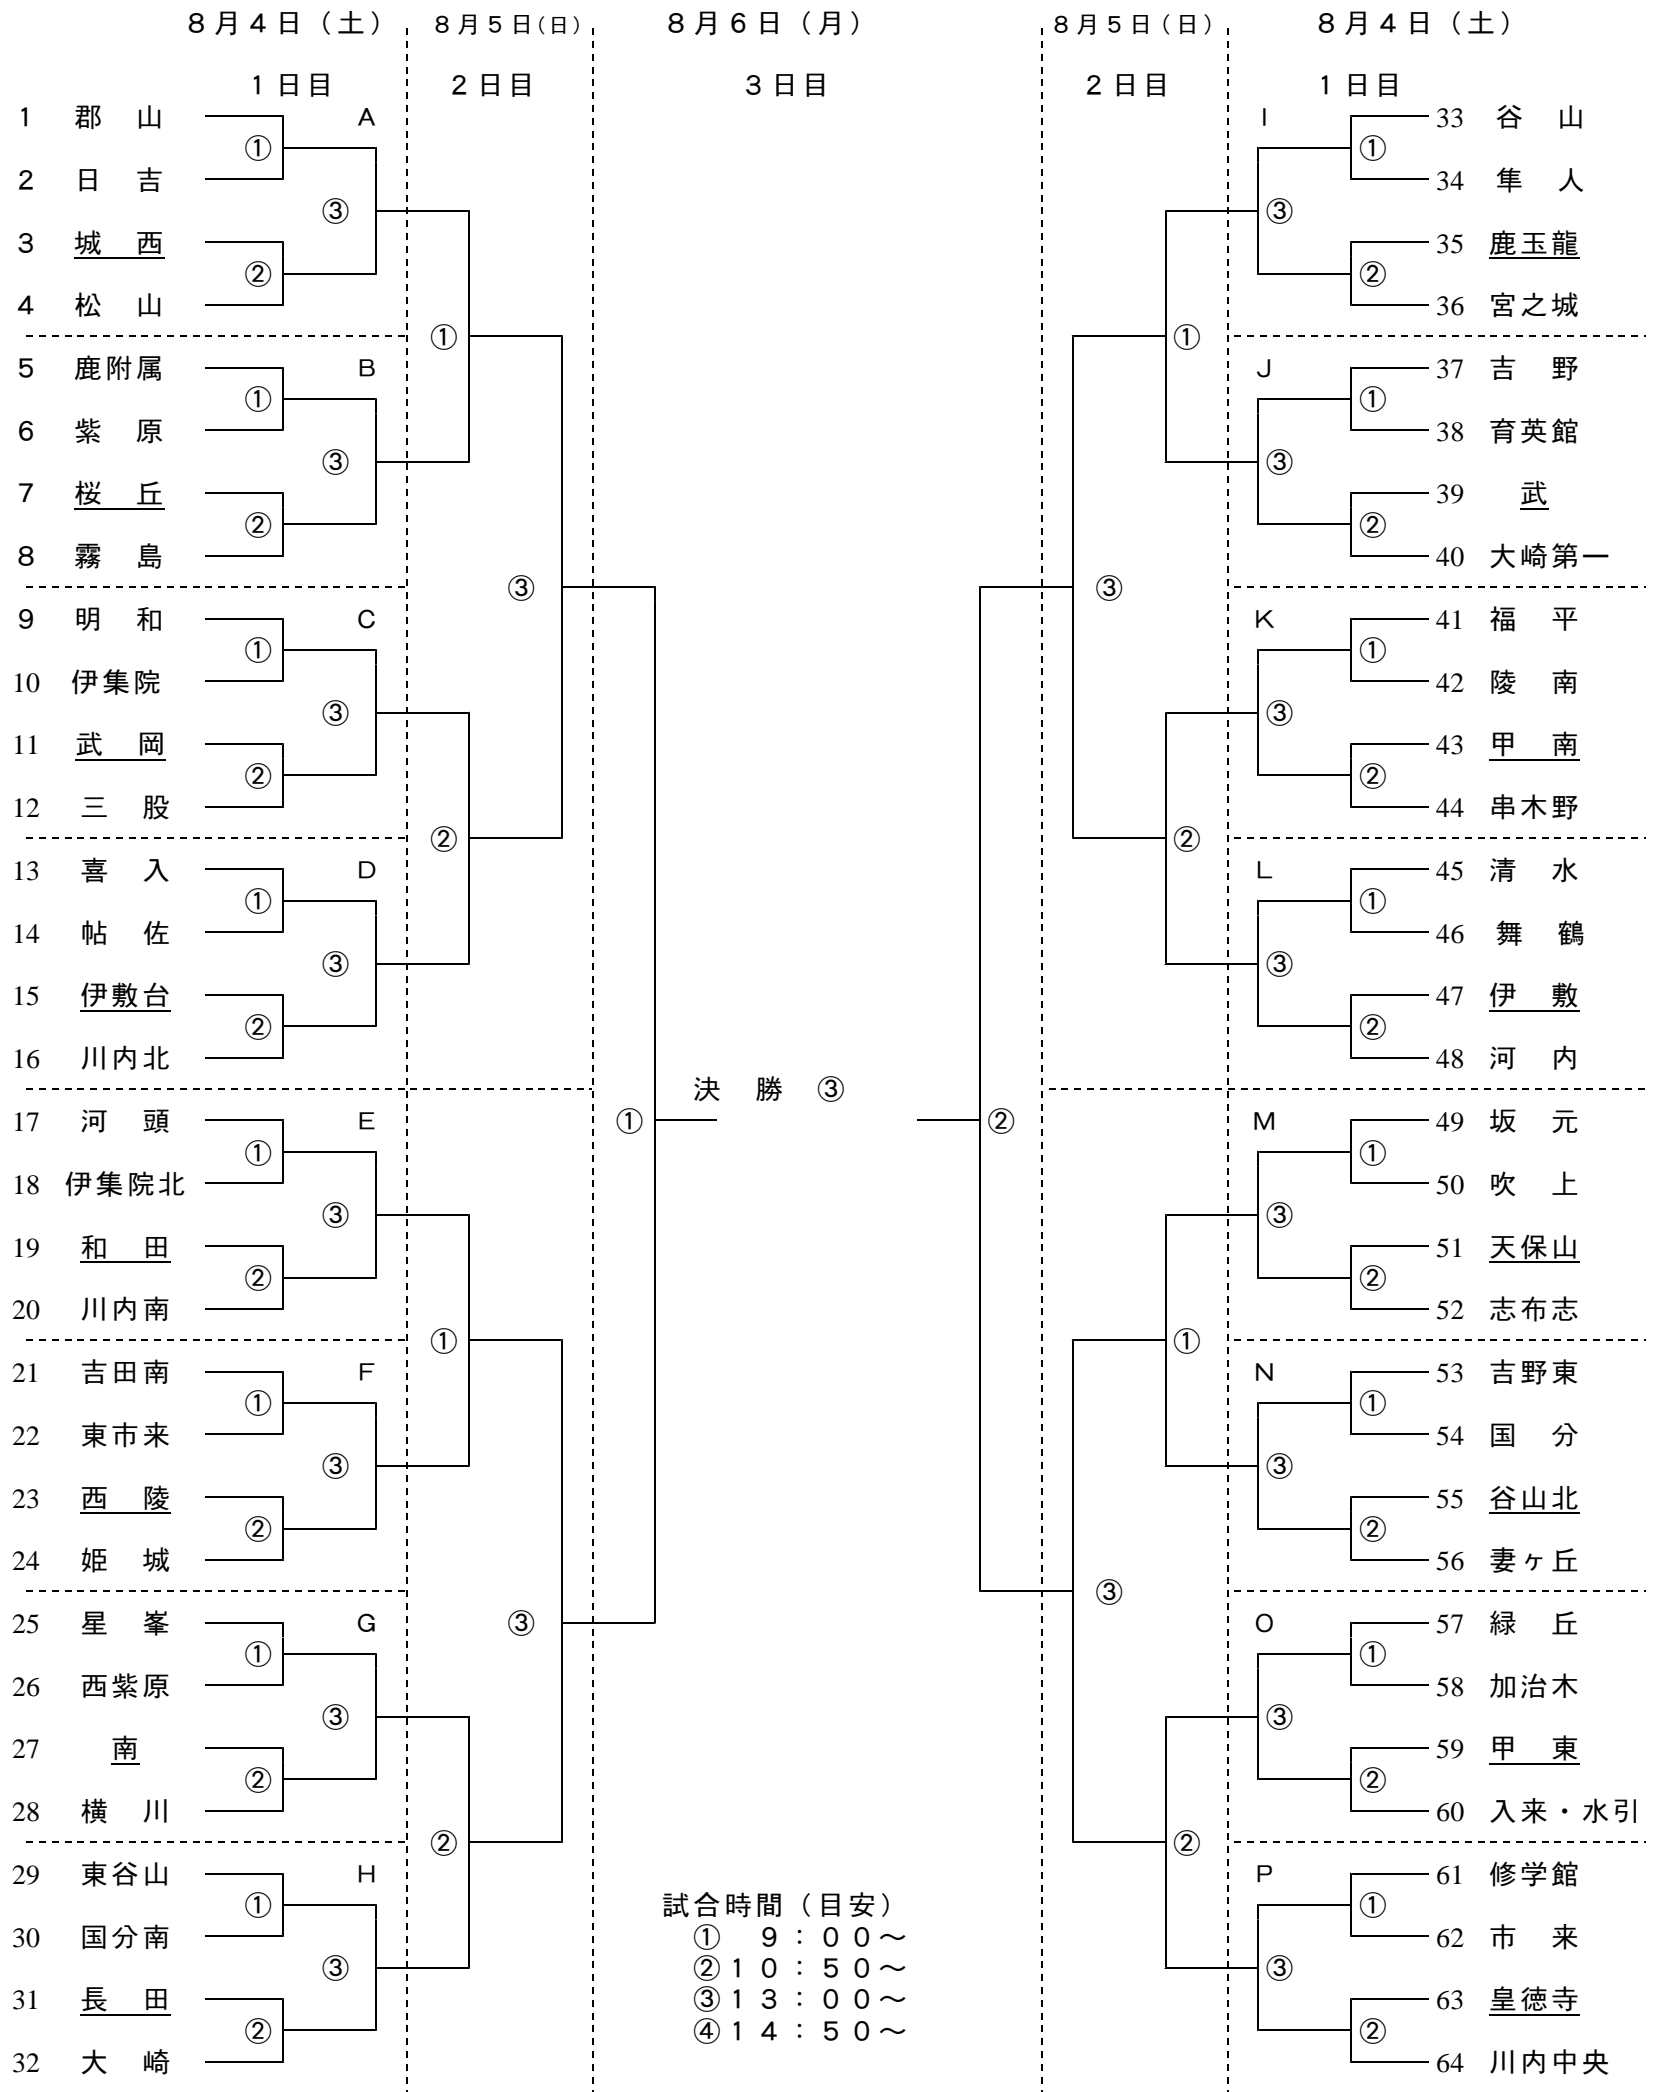 ８月４日（土） ８月５日（日） ８月６日（月） ８月５日（日） ８月４日（土）
１日目 ２日目 ３日目 ２日目 １日目
１ 郡　山 Ａ Ｉ 33 谷　山
① ①
２ 日　吉 34 隼　人
③ ③
３ 城　西 35 鹿玉龍
② ②
４ 松　山 36 宮之城
① ①
５ 鹿附属 Ｂ Ｊ 37 吉　野
① ①
６ 紫　原 38 育英館
③ ③
７ 桜　丘 39 武
② ②
８ 霧　島 40 大崎第一
③ ③
９ 明　和 Ｃ Ｋ 41 福　平
① ①
10 伊集院 42 陵　南
③ ③
11 武　岡 43 甲　南
② ②
12 三　股 44 串木野
② ②
13 喜　入 Ｄ Ｌ 45 清　水
① ①
14 帖　佐 46 舞　鶴
③ ③
15 伊敷台 47 伊　敷
② ②
16 川内北 48 河　内
決　勝　③
17 河　頭 Ｅ ① ② Ｍ 49 坂　元
① ①
18 伊集院北 50 吹　上
③ ③
19 和　田 51 天保山
② ②
20 川内南 52 志布志
① ①
21 吉田南 Ｆ Ｎ 53 吉野東
① ①
22 東市来 54 国　分
③ ③
23 西　陵 55 谷山北
② ②
24 姫　城 56 妻ヶ丘
③
25 星　峯 Ｇ ③ Ｏ 57 緑　丘
① ①
26 西紫原 58 加治木
③ ③
27 南 59 甲　東
② ②
28 横　川 60 入来・水引
② ②
29 東谷山 Ｈ Ｐ 61 修学館
① 試合時間（目安） ①
30 国分南 ①　９：００～ 62 市　来
③ ②１０：５０～ ③
31 長　田 ③１３：００～ 63 皇徳寺
② ④１４：５０～ ②
32 大　崎 64 川内中央